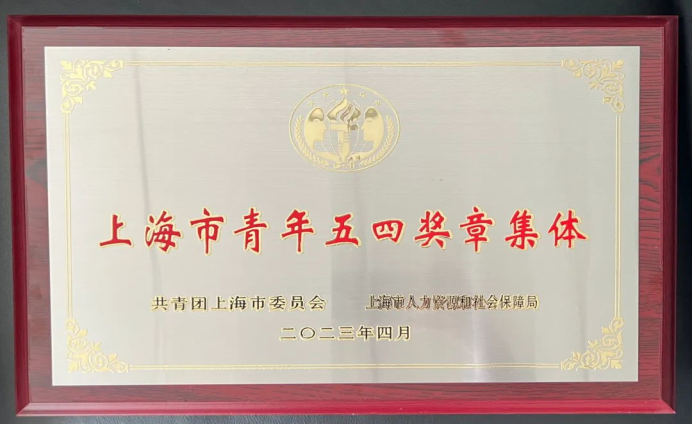 上海市青年五四奖章集体
共青团上海市委员会 上海市人力资源和社会保障局
二〇二三年四月